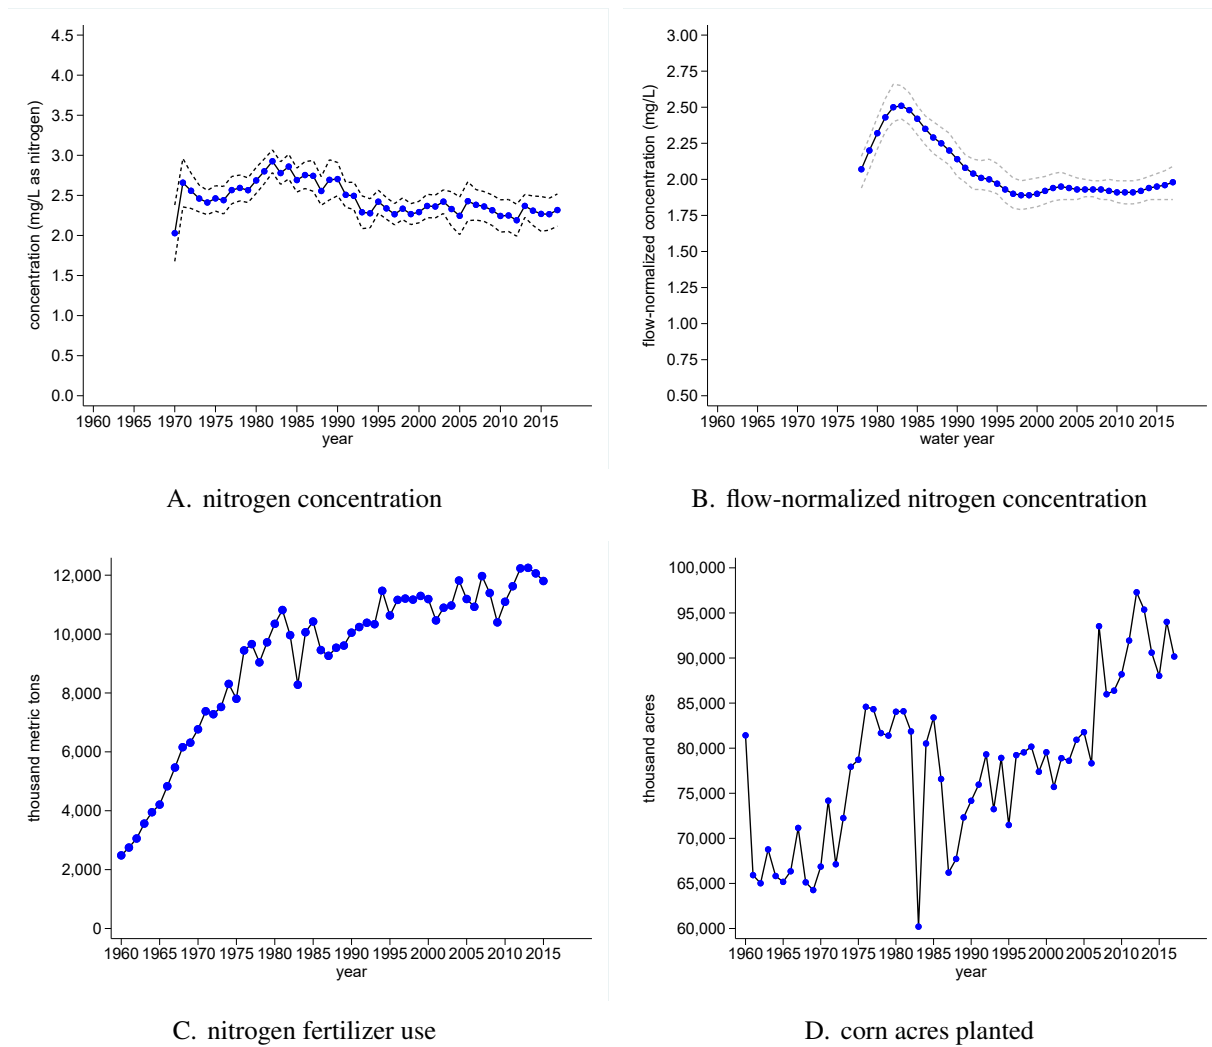 4.5
4.0
3.5
3.0
2.5
2.0
1.5
1.0
0.5
0.0
concentration (mg/L as nitrogen)
1960 1965 1970 1975 1980 1985 1990 1995 2000 2005 2010 2015
year
A. nitrogen concentration
3.00
2.75
2.50
2.25
2.00
1.75
1.50
1.25
1.00
0.75
0.50
flow-normalized concentration (mg/L)
1960 1965 1970 1975 1980 1985 1990 1995 2000 2005 2010 2015
water year
B. flow-normalized nitrogen concentration
12,000
10,000
8,000
6,000
4,000
2,000
0
thousand metric tons
1960 1965 1970 1975 1980 1985 1990 1995 2000 2005 2010 2015
year
C. nitrogen fertilizer use
100,000
95,000
90,000
85,000
80,000
75,000
70,000
65,000
60,000
thousand acres
1960 1965 1970 1975 1980 1985 1990 1995 2000 2005 2010 2015
year
D. corn acres planted